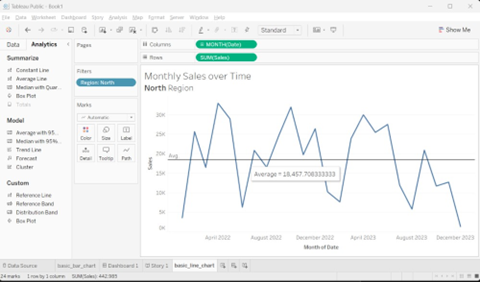 Tableau Public - Book1
File Data Worksheet Dashboard Story Analysis Map Format Server Window Help
Standard
Show Me
Data Analytics
Summarize
Constant Line
Average Line
Median with Quar...
Box Plot
Totals
Model
Average with 95...
Median with 95%...
Trend Line
Forecast
Cluster
Custom
Reference Line
Reference Band
Distribution Band
Box Plot
Pages
Filters
Region: North
Marks
Automatic
Color Size Label
Detail Tooltip Path
Columns MONTH(Date)
Rows SUM(Sales)
Monthly Sales over Time
North Region
Sales
30K
25K
20K
15K
10K
5K
0K
Avg
Average = 18,457.708333333
April 2022 August 2022 December 2022 April 2023 August 2023 December 2023
Month of Date
Data Source basic_bar_chart Dashboard 1 Story 1 basic_line_chart
24 marks 1 row by 1 column SUM(Sales): 442,985